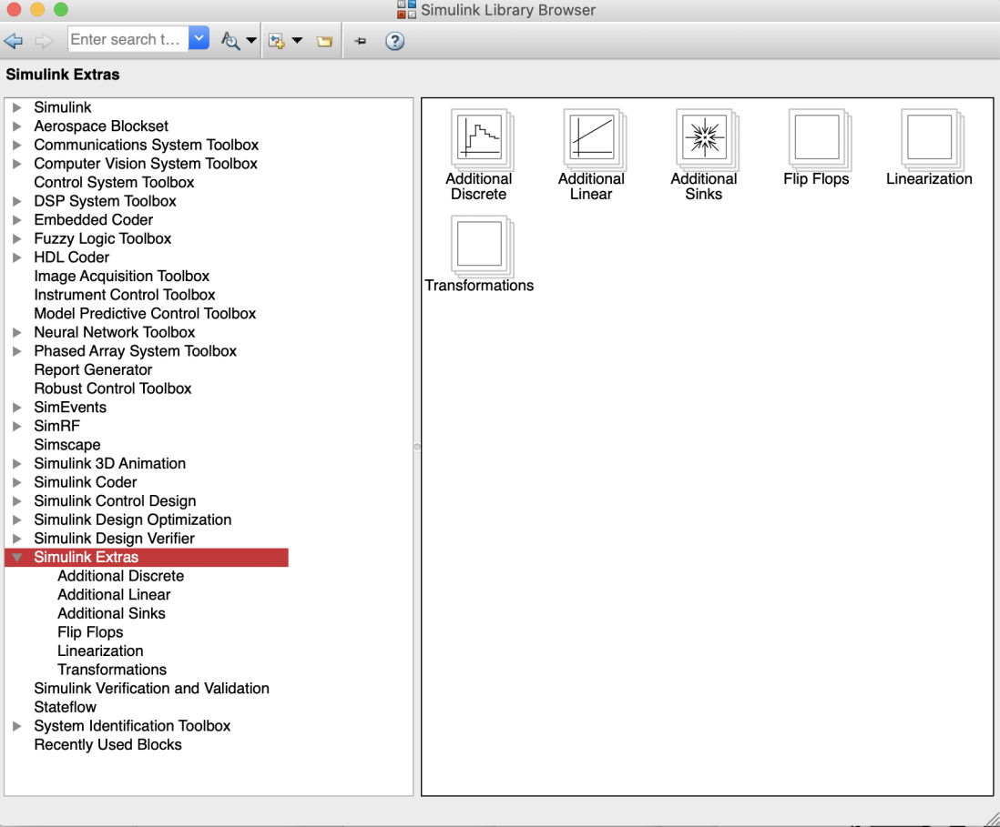 Simulink Library Browser
Enter search t...
Simulink Extras
Simulink
Aerospace Blockset
Communications System Toolbox
Computer Vision System Toolbox
Control System Toolbox
DSP System Toolbox
Embedded Coder
Fuzzy Logic Toolbox
HDL Coder
Image Acquisition Toolbox
Instrument Control Toolbox
Model Predictive Control Toolbox
Neural Network Toolbox
Phased Array System Toolbox
Report Generator
Robust Control Toolbox
SimEvents
SimRF
Simscape
Simulink 3D Animation
Simulink Coder
Simulink Control Design
Simulink Design Optimization
Simulink Design Verifier
Simulink Extras
Additional Discrete
Additional Linear
Additional Sinks
Flip Flops
Linearization
Transformations
Simulink Verification and Validation
Stateflow
System Identification Toolbox
Recently Used Blocks
Additional
Discrete
Additional
Linear
Additional
Sinks
Flip Flops
Linearization
Transformations